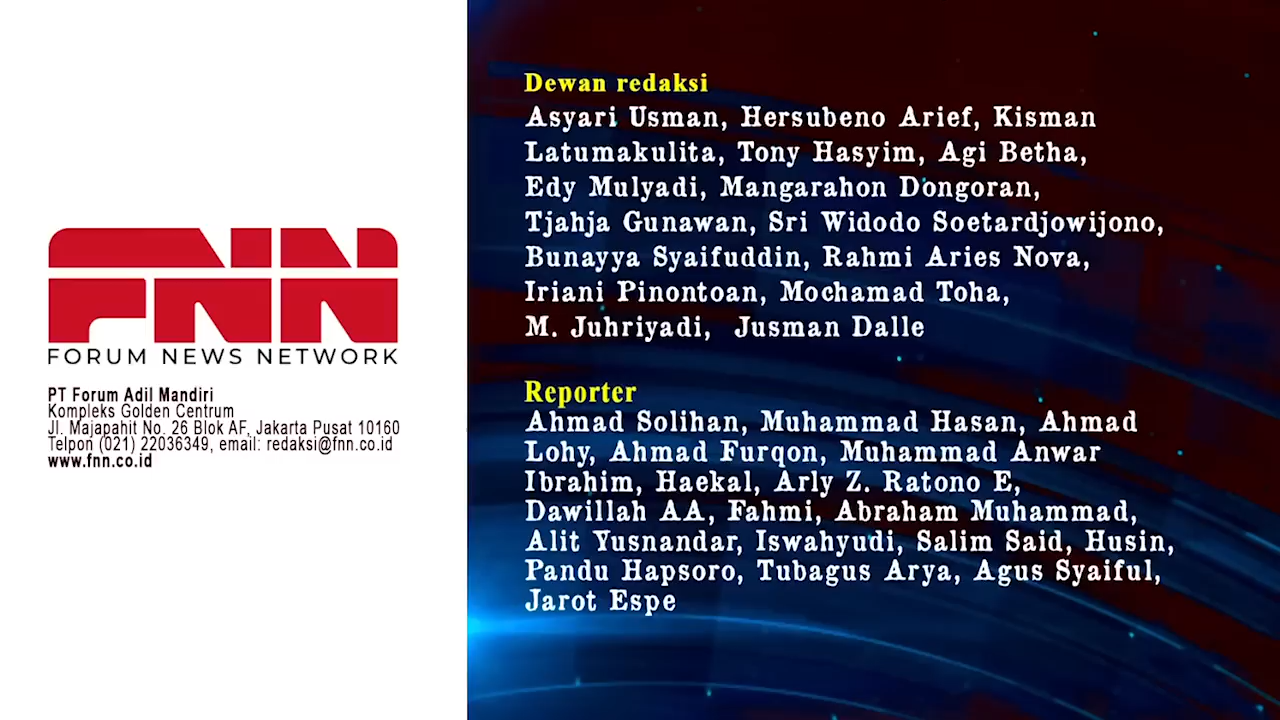 FNN
FORUM NEWS NETWORK
PT Forum Adil Mandiri
Kompleks Golden Centrum
Jl. Majapahit No. 26 Blok AF, Jakarta Pusat 10160
Telpon (021) 22036349, email: redaksi@fnn.co.id
www.fnn.co.id
Dewan redaksi
Asyari Usman, Hersubeno Arief, Kisman
Latumakulita, Tony Hasyim, Agi Betha,
Edy Mulyadi, Mangarahon Dongoran,
Tjahja Gunawan, Sri Widodo Soetardjowijono,
Bunayya Syaifuddin, Rahmi Aries Nova,
Iriani Pinontoan, Mochamad Toha,
M. Juhriyadi, Jusman Dalle
Reporter
Ahmad Solihan, Muhammad Hasan, Ahmad
Lohy, Ahmad Furqon, Muhammad Anwar
Ibrahim, Haekal, Arly Z. Ratono E,
Dawillah AA, Fahmi, Abraham Muhammad,
Alit Yusnandar, Iswahyudi, Salim Said, Husin,
Pandu Hapsoro, Tubagus Arya, Agus Syaiful,
Jarot Espe